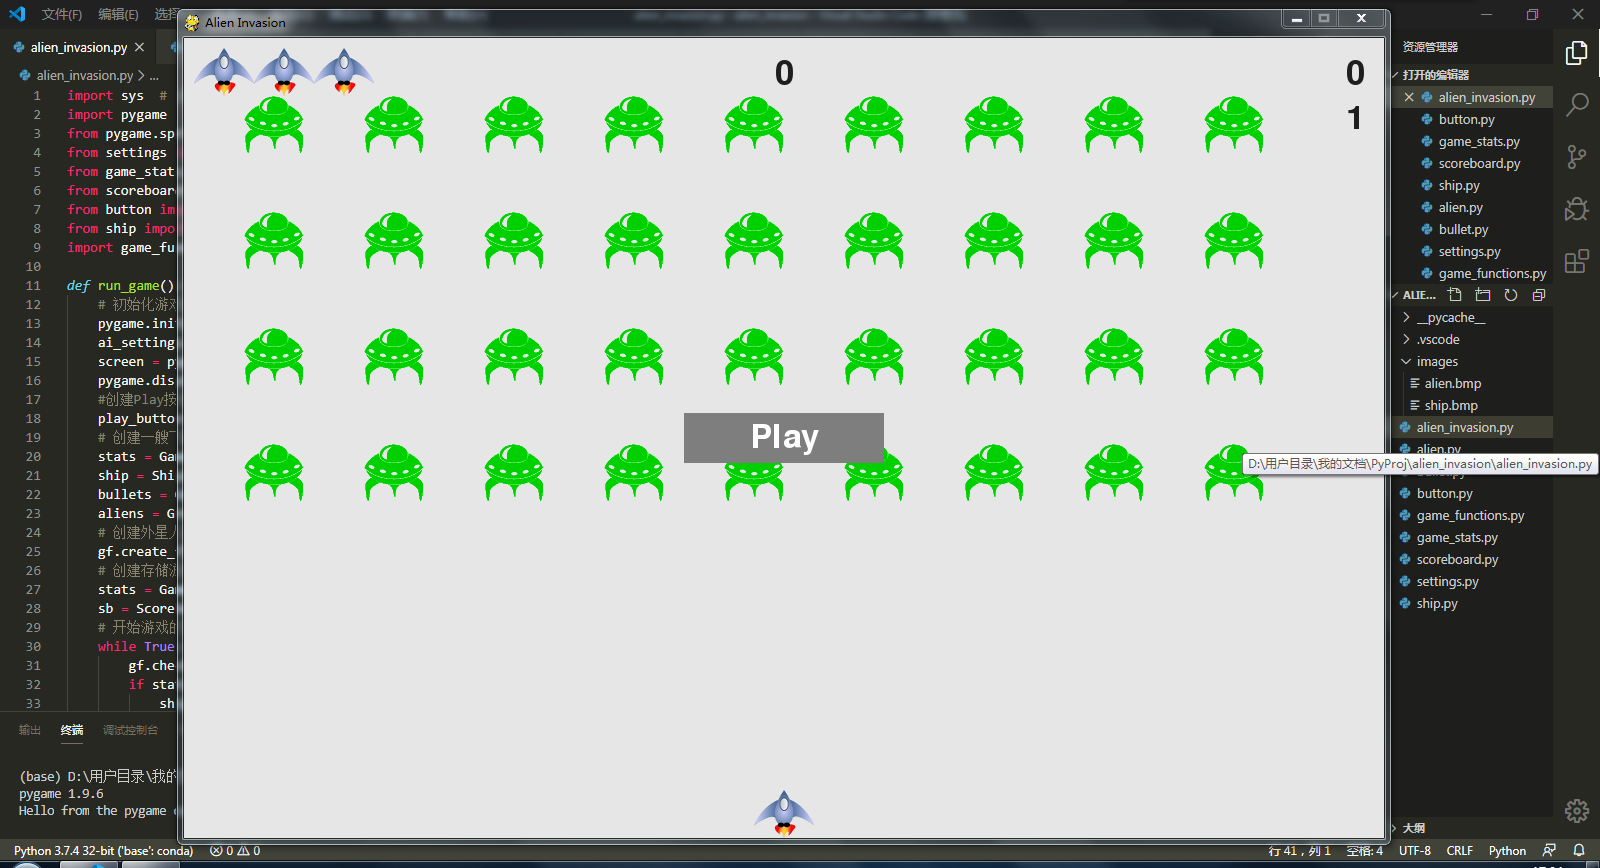 文件(F) 编辑(E) 选择
Alien Invasion
alien_invasion.py
alien_invasion.py > ...
1 import sys #
2 import pygame
3 from pygame.sp
4 from settings
5 from game_stat
6 from scoreboar
7 from button im
8 from ship impo
9 import game_fu
10
11 def run_game()
12 # 初始化游戏
13 pygame.init
14 ai_setting
15 screen = p
16 pygame.dis
17 #创建Play按
18 play_butto
19 # 创建一艘
20 stats = Ga
21 ship = Shi
22 bullets =
23 aliens = G
24 # 创建外星人
25 gf.create_
26 # 创建存储游
27 stats = Ga
28 sb = Score
29 # 开始游戏的
30 while True
31 gf.che
32 if sta
33 sh
输出 终端 调试控制台
(base) D:\用户目录\我的
pygame 1.9.6
Hello from the pygame
0
0
1
Play
资源管理器
打开的编辑器
alien_invasion.py
button.py
game_stats.py
scoreboard.py
ship.py
alien.py
bullet.py
settings.py
game_functions.py
ALIE...
__pycache__
.vscode
images
alien.bmp
ship.bmp
alien_invasion.py
alien.py
D:\用户目录\我的文档\PyProj\alien_invasion\alien_invasion.py
button.py
game_functions.py
game_stats.py
scoreboard.py
settings.py
ship.py
大纲
Python 3.7.4 32-bit ('base': conda) 0 0 行 41，列 1 空格: 4 UTF-8 CRLF Python